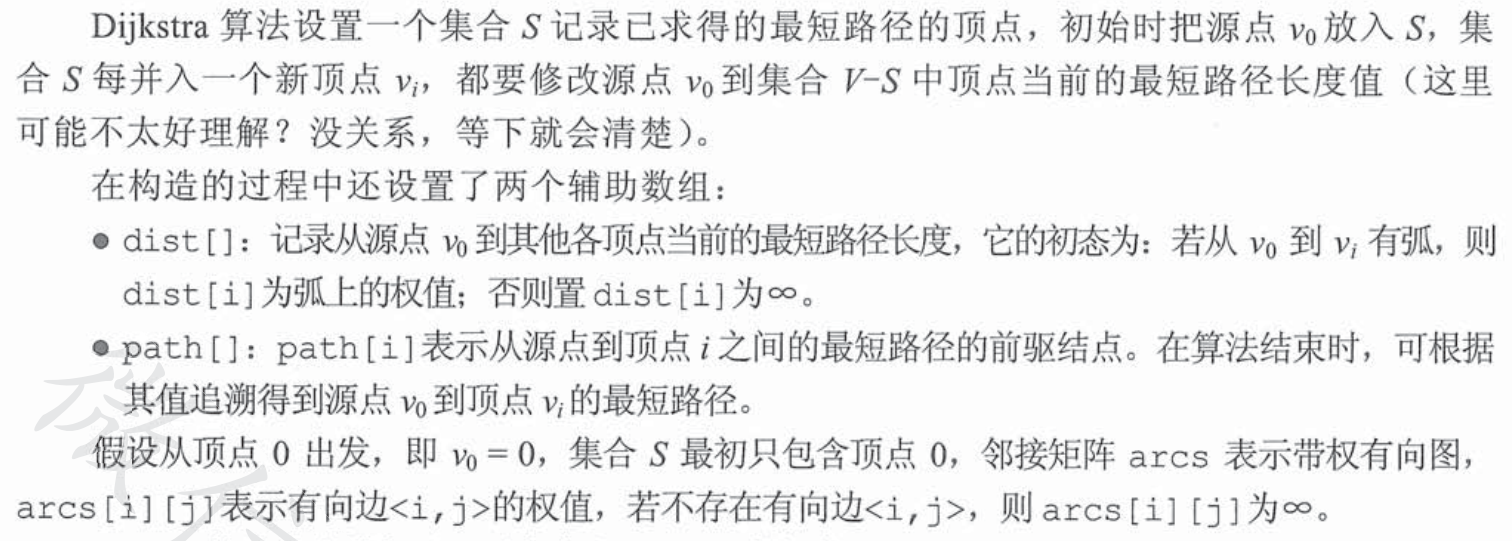 Dijkstra 算法设置一个集合 S 记录已求得的最短路径的顶点，初始时把源点 v0 放入 S，集
合 S 每并入一个新顶点 vi，都要修改源点 v0 到集合 V-S 中顶点当前的最短路径长度值（这里
可能不太好理解？没关系，等下就会清楚）。
在构造的过程中还设置了两个辅助数组：
● dist[]：记录从源点 v0 到其他各顶点当前的最短路径长度，它的初态为：若从 v0 到 vi 有弧，则
dist[i]为弧上的权值；否则置 dist[i]为∞。
● path[]：path[i]表示从源点到顶点 i 之间的最短路径的前驱结点。在算法结束时，可根据
其值追溯得到源点 v0 到顶点 vi 的最短路径。
假设从顶点 0 出发，即 v0 = 0，集合 S 最初只包含顶点 0，邻接矩阵 arcs 表示带权有向图，
arcs[i][j]表示有向边<i,j>的权值，若不存在有向边<i,j>，则 arcs[i][j]为∞。